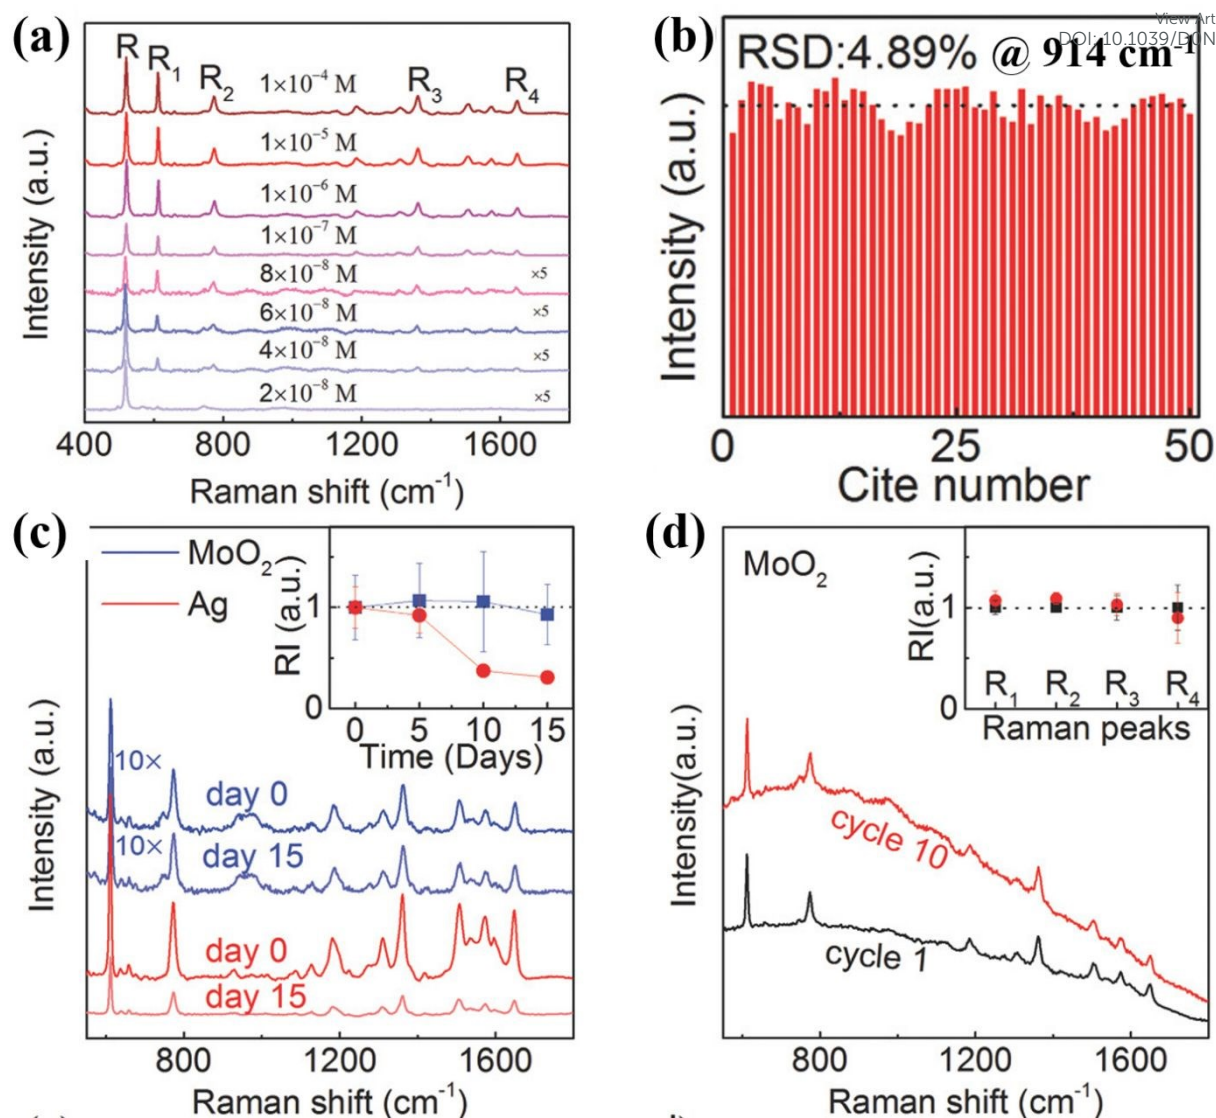 View Art
DOI: 10.1039/D0N
(a)
R R₁ R₂ R₃ R₄
1×10⁻⁴ M
1×10⁻⁵ M
1×10⁻⁶ M
1×10⁻⁷ M
8×10⁻⁸ M ×5
6×10⁻⁸ M ×5
4×10⁻⁸ M ×5
2×10⁻⁸ M ×5
Intensity (a.u.)
400 800 1200 1600
Raman shift (cm⁻¹)
(b)
RSD:4.89% @ 914 cm⁻¹
Intensity (a.u.)
0 25 50
Cite number
(c)
MoO₂
Ag
RI (a.u.)
1
0
0 5 10 15
Time (Days)
10×
day 0
10×
day 15
day 0
day 15
Intensity (a.u.)
800 1200 1600
Raman shift (cm⁻¹)
(d)
MoO₂
RI(a.u.)
1
0
R₁ R₂ R₃ R₄
Raman peaks
cycle 10
cycle 1
Intensity(a.u.)
800 1200 1600
Raman shift (cm⁻¹)